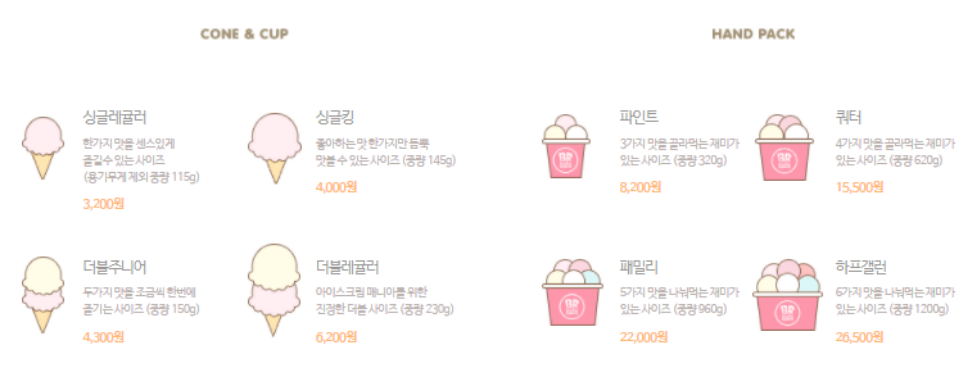 CONE & CUP
싱글레귤러
한가지 맛을 센스있게
즐길수 있는 사이즈
(용기무게 제외 중량 115g)
3,200원
싱글킹
좋아하는 맛 한가지만 듬뿍
맛볼 수 있는 사이즈 (중량 145g)
4,000원
더블주니어
두가지 맛을 조금씩 한번에
즐기는 사이즈 (중량 150g)
4,300원
더블레귤러
아이스크림 매니아를 위한
진정한 더블 사이즈 (중량 230g)
6,200원
HAND PACK
파인트
3가지 맛을 골라먹는 재미가
있는 사이즈 (중량 320g)
8,200원
쿼터
4가지 맛을 골라먹는 재미가
있는 사이즈 (중량 620g)
15,500원
패밀리
5가지 맛을 나눠먹는 재미가
있는 사이즈 (중량 960g)
22,000원
하프갤런
6가지 맛을 나눠먹는 재미가
있는 사이즈 (중량 1200g)
26,500원